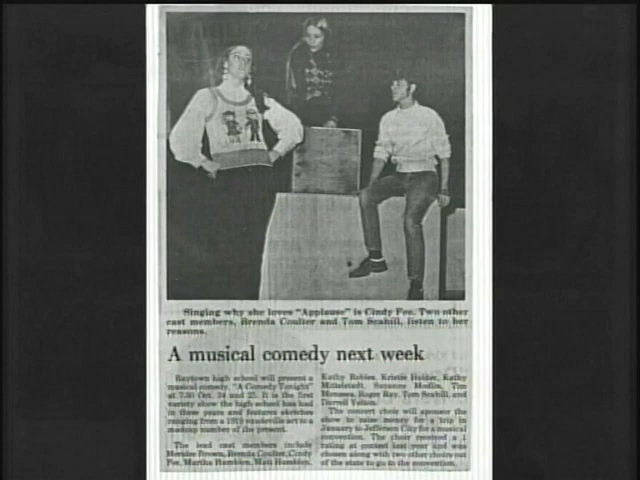 Singing why she loves "Applause" is Cindy Fee. Two other
cast members, Brenda Coulter and Tom Scahill, listen to her
reasons.
A musical comedy next week
Raytown high school will present a
musical comedy, "A Comedy Tonight"
at 7:30 Oct. 24 and 25. It is the first
variety show the high school has had
in three years and features sketches
ranging from a 1919 vaudeville act to a
madcap number of the present.
The lead cast members include
Brown, Brenda Coulter, Cindy
Fee, Martha Hamblen, Matt Hamblen,
Kathy Robles, Kristie Holder, Kathy
Mittelstadt, Suzanne Tim
Roger Ray, Tom Scahill, and
Darrell Yelton.
The concert choir will sponsor the
show to raise money for a trip in
January to Jefferson City for a musical
convention. The choir received a 1
rating at contest last year and was
chosen along with two other choirs out
of the state to go to the convention.